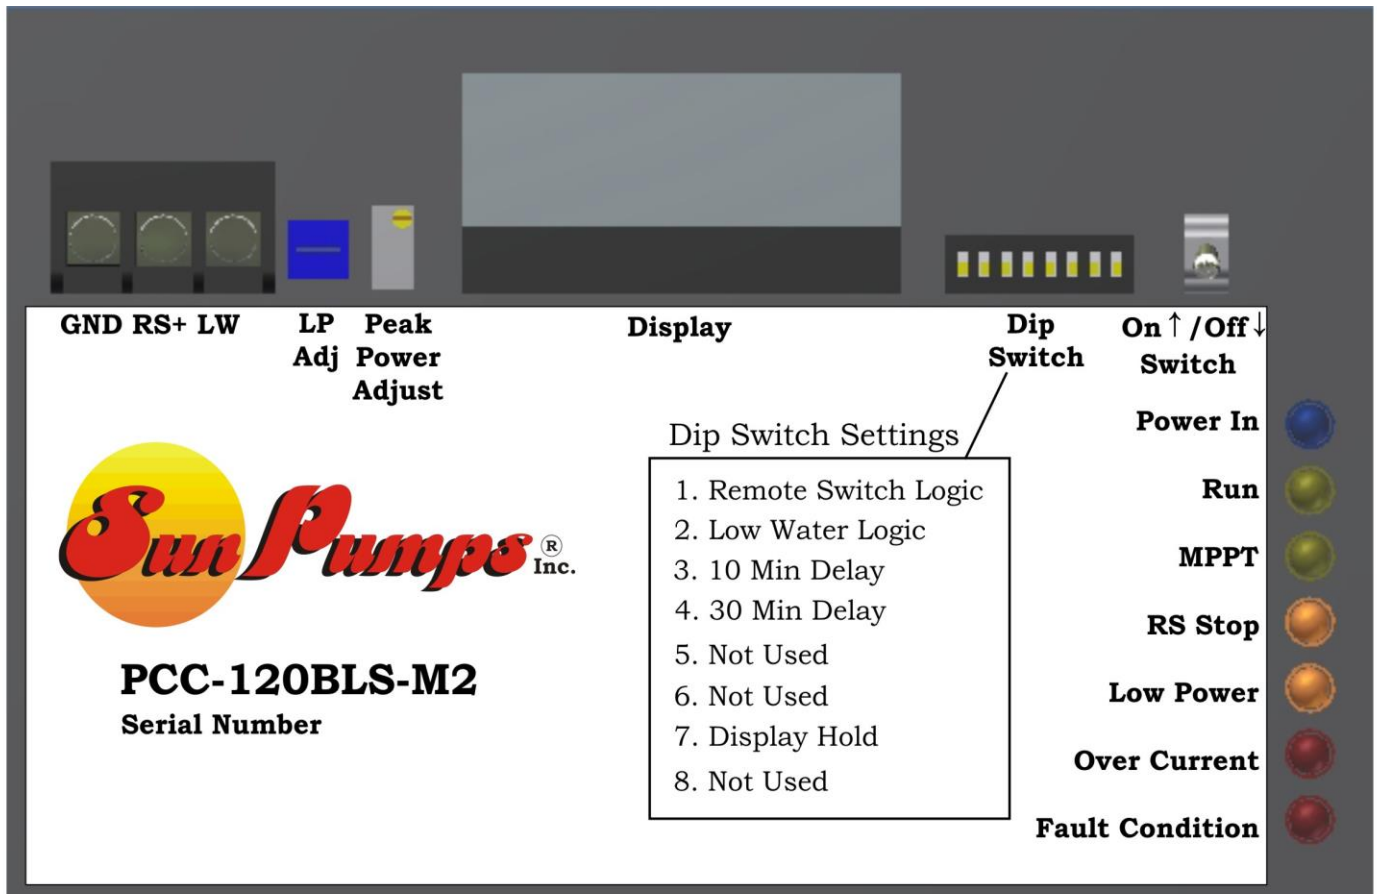 GND RS+ LW
LP Adj
Peak Power Adjust
Display
Dip Switch
On ↑ /Off ↓ Switch
Power In
Run
MPPT
RS Stop
Low Power
Over Current
Fault Condition
Dip Switch Settings
1. Remote Switch Logic
2. Low Water Logic
3. 10 Min Delay
4. 30 Min Delay
5. Not Used
6. Not Used
7. Display Hold
8. Not Used
Sun Pumps ® Inc.
PCC-120BLS-M2
Serial Number